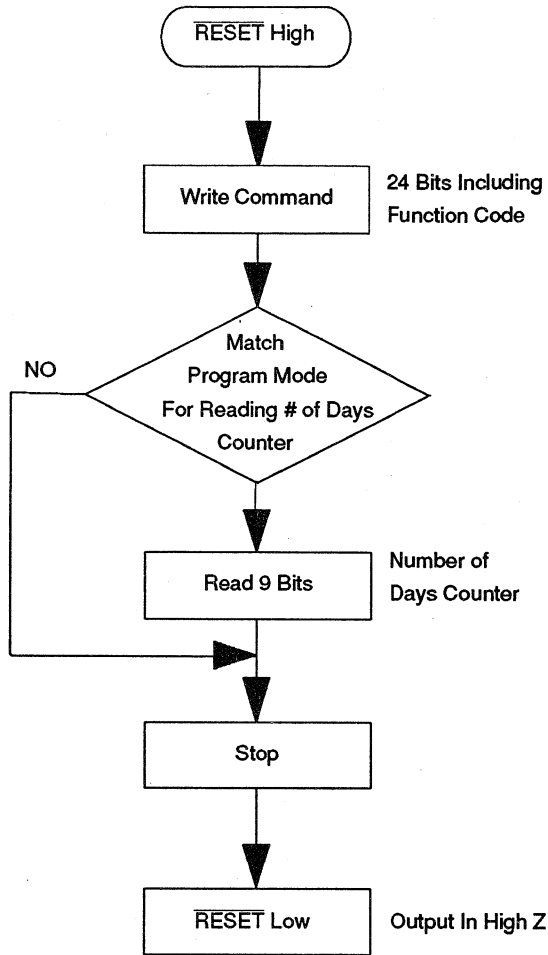 RESET High
Write Command
24 Bits Including
Function Code
Match
Program Mode
For Reading # of Days
Counter
NO
Read 9 Bits
Number of
Days Counter
Stop
RESET Low
Output In High Z